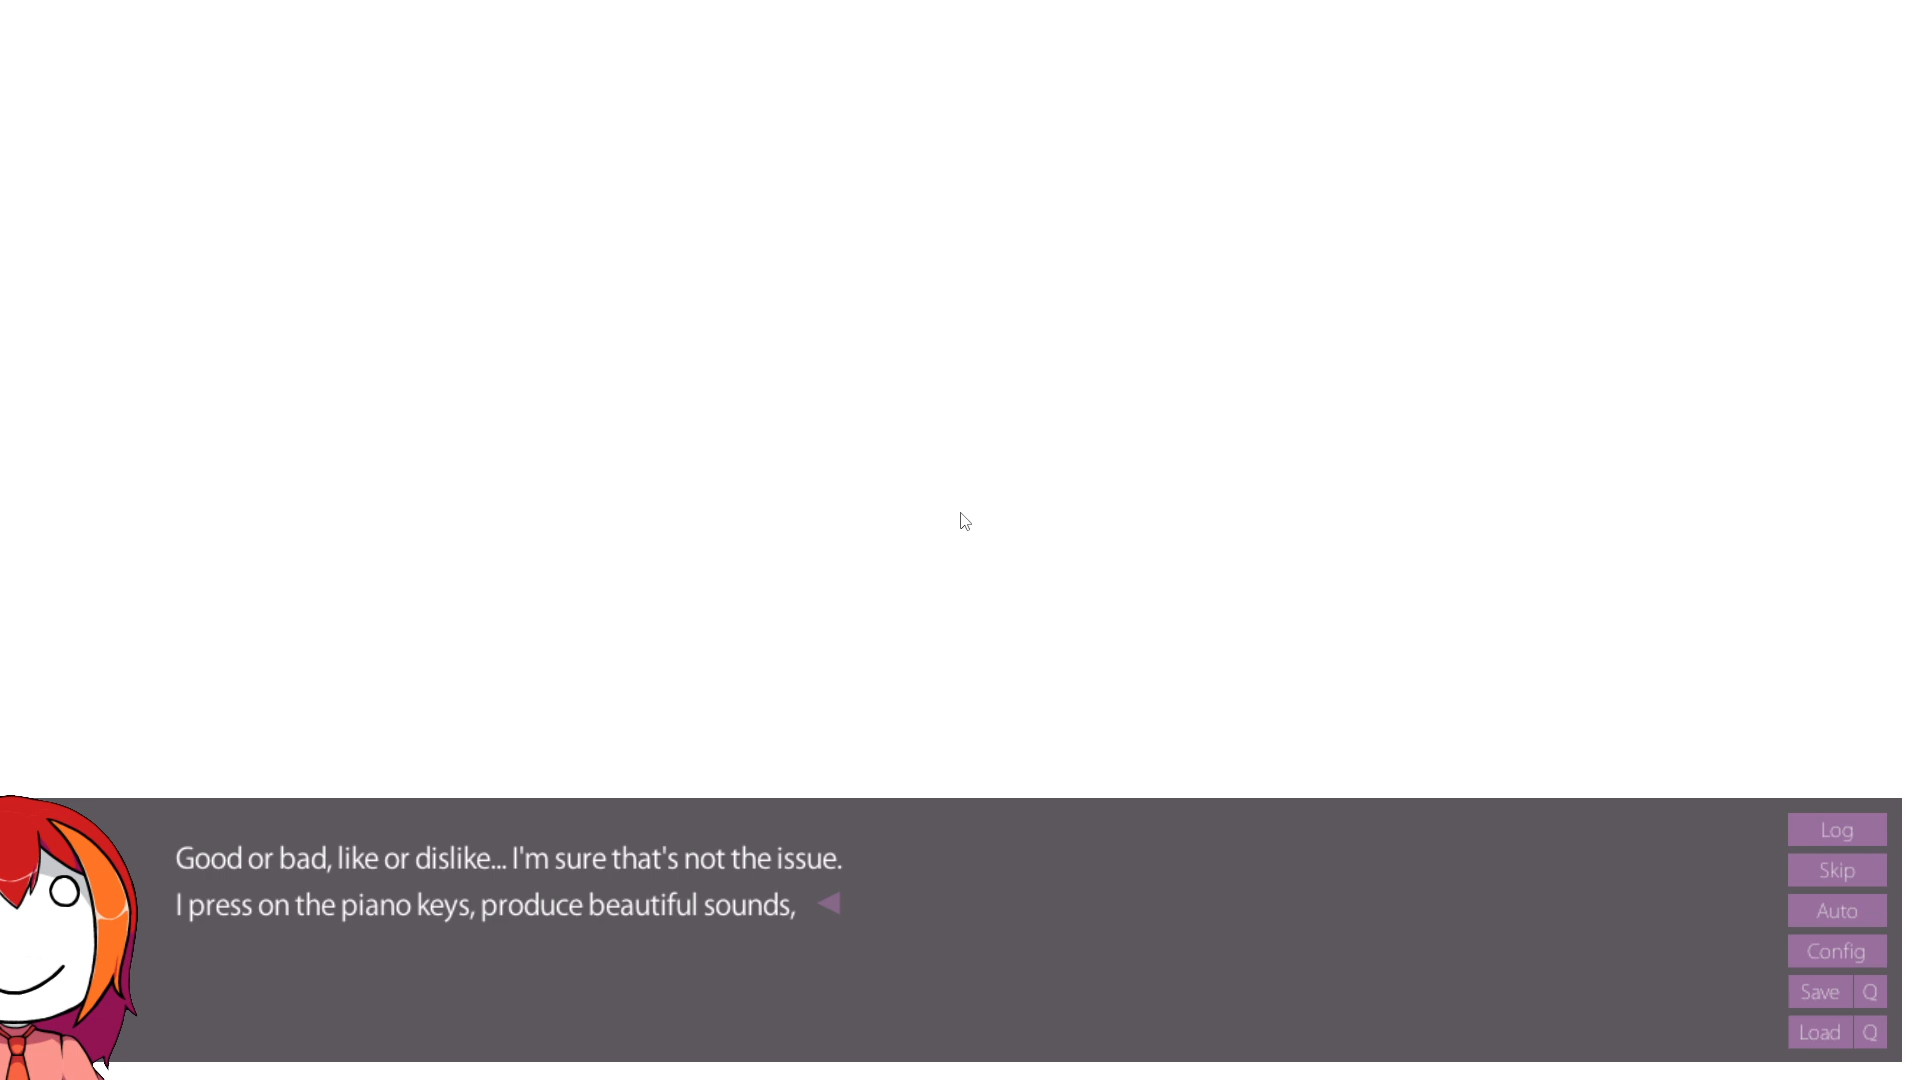 Good or bad, like or dislike... I'm sure that's not the issue.
I press on the piano keys, produce beautiful sounds,
Log
Skip
Auto
Config
Save Q
Load Q